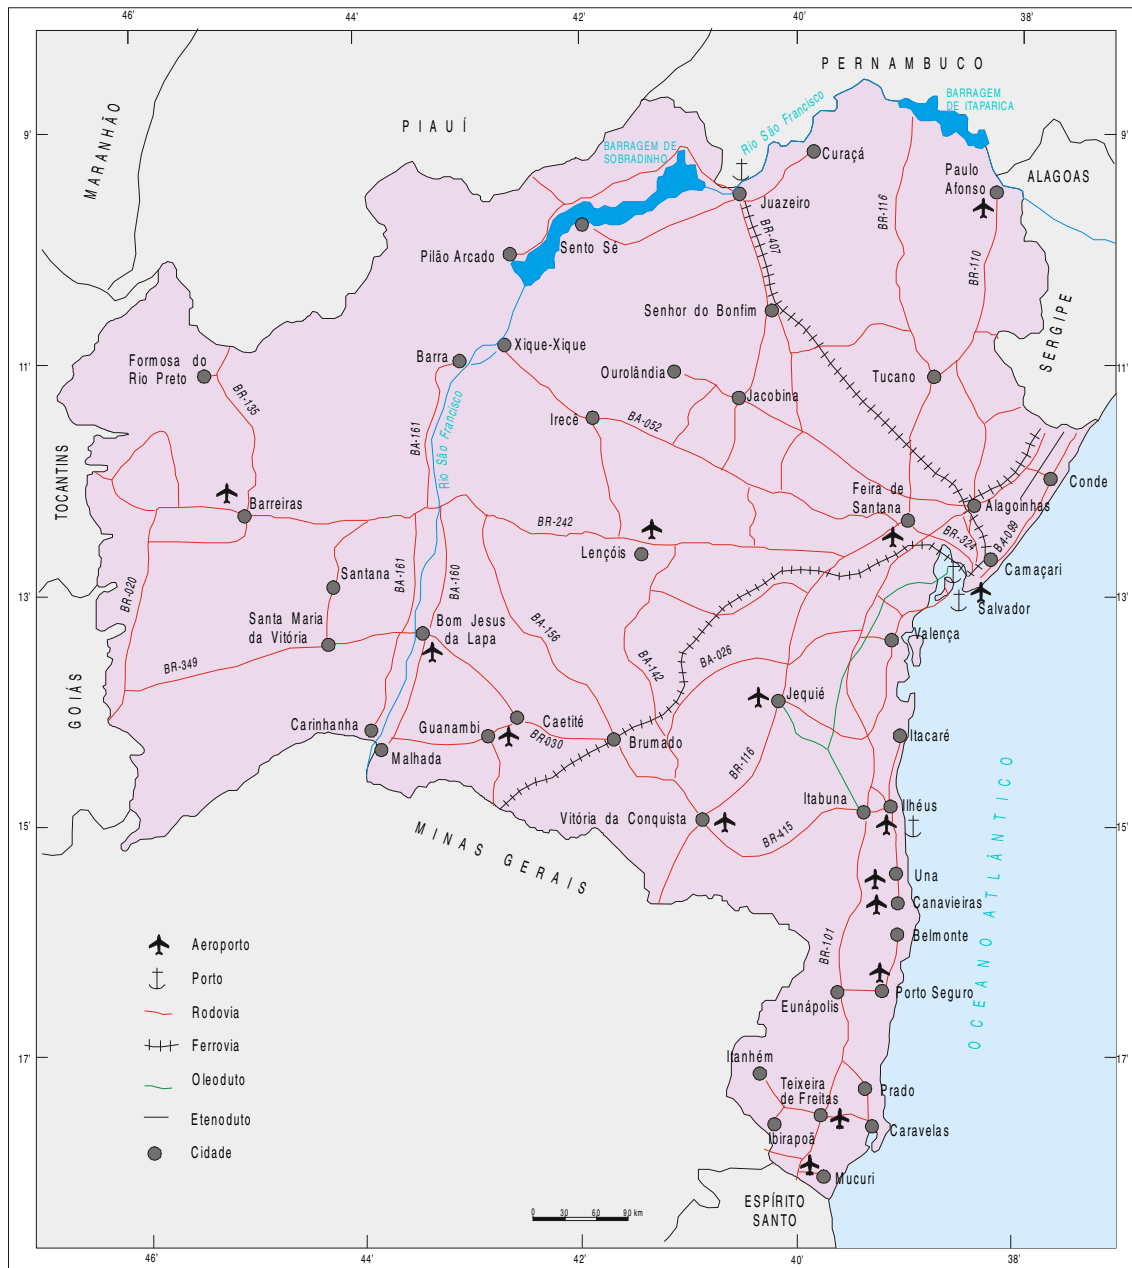 46'
44'
42'
40'
38'
PERNAMBUCO
MARANHÃO
PIAUÍ
BARRAGEM
DE ITAPARICA
Rio São Francisco
9'
9'
BARRAGEM DE
SOBRADINHO
Curaçá
Paulo
Afonso
ALAGOAS
Juazeiro
BR-116
BR-407
Pilão Arcado
Sento Sé
BR-110
SERGIPE
Senhor do Bonfim
Xique-Xique
Barra
Formosa do
Rio Preto
11'
11'
Ourolândia
Tucano
BR-135
Jacobina
Irecê
BA-052
BA-161
Rio São Francisco
TOCANTINS
Conde
Feira de
Santana
Alagoinhas
Barreiras
BR-242
BR-324
BA-099
Lençóis
Camaçari
BR-020
Santana
BA-161
BA-160
13'
13'
Salvador
Santa Maria
da Vitória
Bom Jesus
da Lapa
BA-156
Valença
BR-349
BA-142
BA-026
GOIÁS
Jequié
Carinhanha
Guanambi
Caetité
BR-030
Brumado
Itacaré
Malhada
BR-116
OCEANO ATLÂNTICO
Itabuna
Ilhéus
15'
15'
Vitória da Conquista
BR-415
MINAS GERAIS
Una
Canavieiras
Belmonte
BR-101
Aeroporto
Porto
Eunápolis
Porto Seguro
Rodovia
Ferrovia
17'
17'
Itanhém
Oleoduto
Teixeira
de Freitas
Prado
Etenoduto
Ibirapoã
Caravelas
Cidade
Mucuri
ESPÍRITO
SANTO
0 30 60 90 km
46'
44'
42'
40'
38'